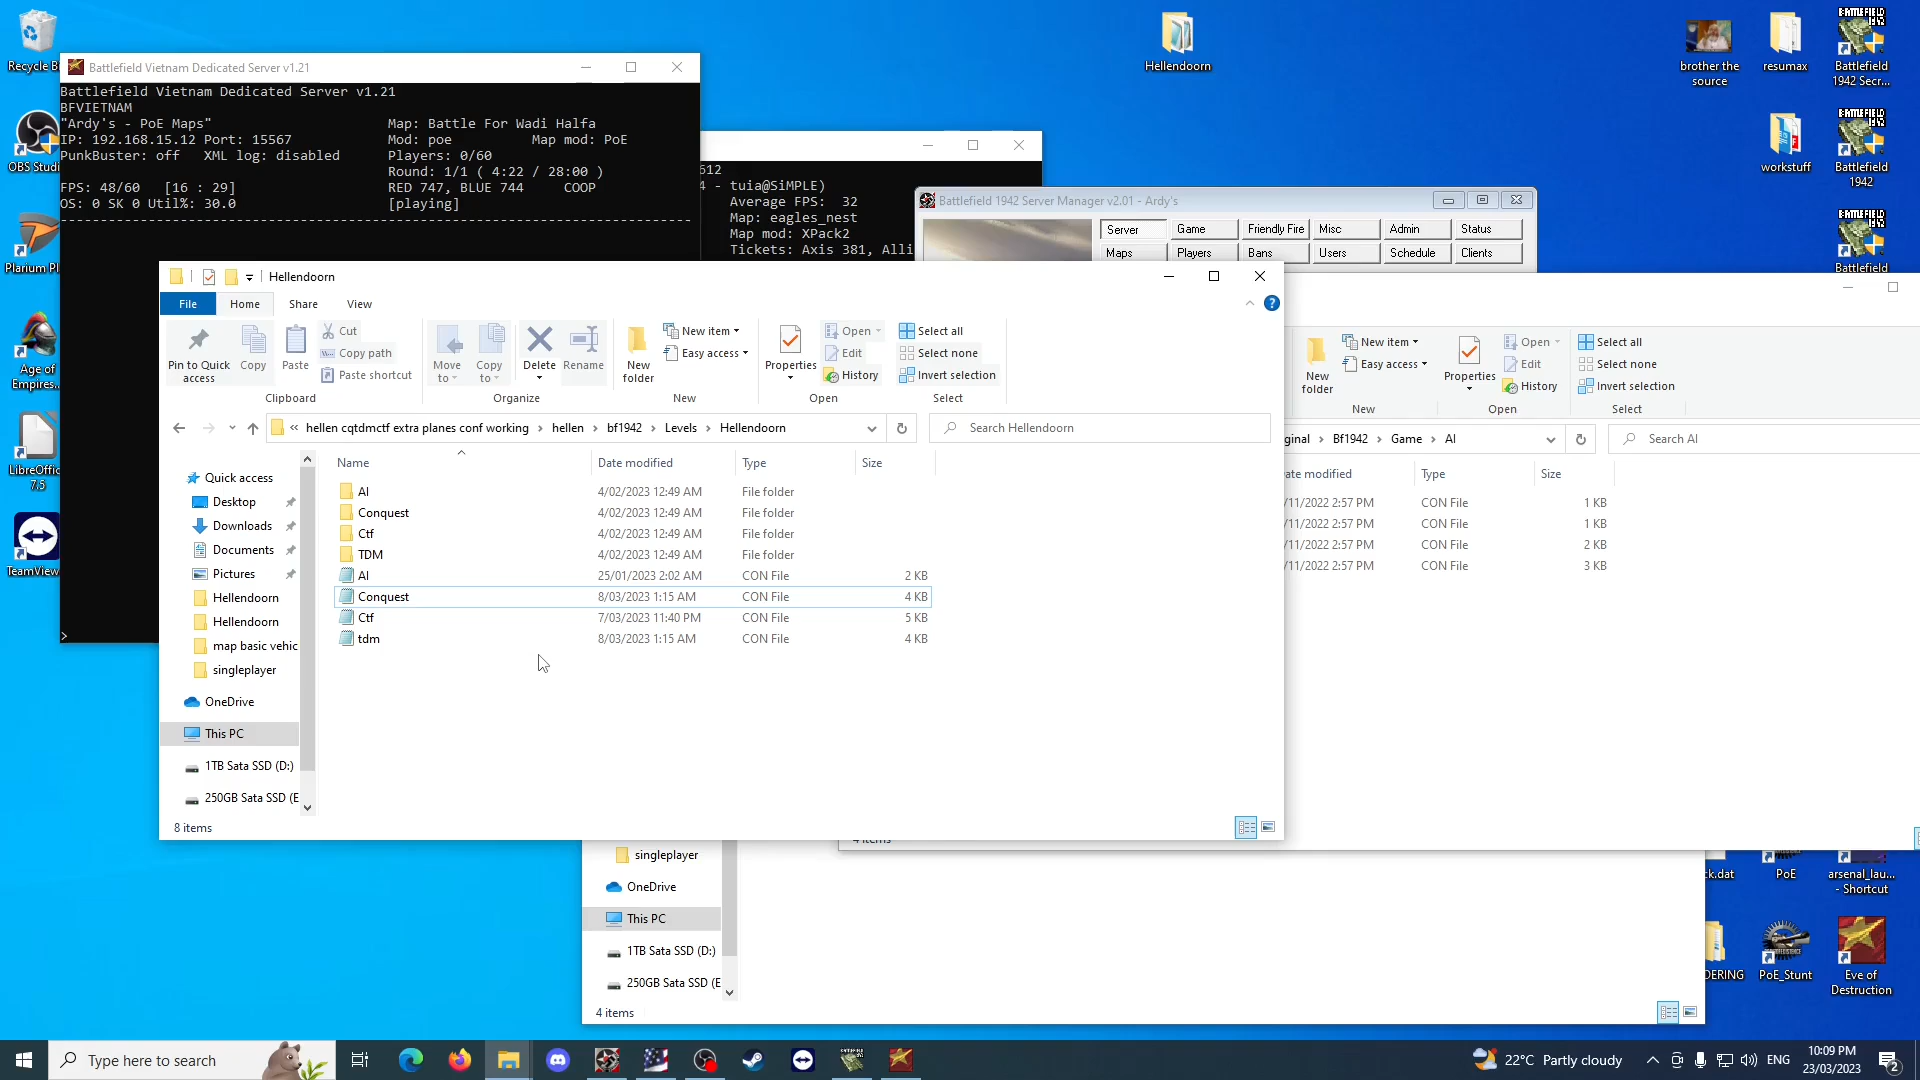 Recycle B
OBS Studi
Plarium Pl
Age of
Empires...
LibreOffic
7.5
TeamView
Hellendoorn
brother the
source
resumax
Battlefield
1942 Secr...
workstuff
Battlefield
1942
Battlefield
Battlefield Vietnam Dedicated Server v1.21
Battlefield Vietnam Dedicated Server v1.21
BFVIETNAM
"Ardy's - PoE Maps" Map: Battle For Wadi Halfa
IP: 192.168.15.12 Port: 15567 Mod: poe Map mod: PoE
PunkBuster: off XML log: disabled Players: 0/60
Round: 1/1 ( 4:22 / 28:00 )
FPS: 48/60 [16 : 29] RED 747, BLUE 744 COOP
OS: 0 SK 0 Util%: 30.0 [playing]
>
612
4 - tuia@SiMPLE)
Average FPS: 32
Map: eagles_nest
Map mod: XPack2
Tickets: Axis 381, Alli
Battlefield 1942 Server Manager v2.01 - Ardy's
Server Game Friendly Fire Misc Admin Status
Maps Players Bans Users Schedule Clients
Hellendoorn
File Home Share View
Pin to Quick
access
Copy
Paste
Cut
Copy path
Paste shortcut
Clipboard
Move
to
Copy
to
Delete
Rename
Organize
New
folder
New item
Easy access
New
Properties
Open
Edit
History
Open
Select all
Select none
Invert selection
Select
« hellen cqtdmctf extra planes conf working › hellen › bf1942 › Levels › Hellendoorn
Search Hellendoorn
Name Date modified Type Size
AI 4/02/2023 12:49 AM File folder
Conquest 4/02/2023 12:49 AM File folder
Ctf 4/02/2023 12:49 AM File folder
TDM 4/02/2023 12:49 AM File folder
AI 25/01/2023 2:02 AM CON File 2 KB
Conquest 8/03/2023 1:15 AM CON File 4 KB
Ctf 7/03/2023 11:40 PM CON File 5 KB
tdm 8/03/2023 1:15 AM CON File 4 KB
Quick access
Desktop
Downloads
Documents
Pictures
Hellendoorn
Hellendoorn
map basic vehic
singleplayer
OneDrive
This PC
1TB Sata SSD (D:)
250GB Sata SSD (E
8 items
New
folder
New item
Easy access
New
Properties
Open
Edit
History
Open
Select all
Select none
Invert selection
Select
ginal › Bf1942 › Game › AI
Search AI
ate modified Type Size
/11/2022 2:57 PM CON File 1 KB
/11/2022 2:57 PM CON File 1 KB
/11/2022 2:57 PM CON File 2 KB
/11/2022 2:57 PM CON File 3 KB
4 items
singleplayer
OneDrive
This PC
1TB Sata SSD (D:)
250GB Sata SSD (E
4 items
ck.dat
PoE
arsenal_lau...
- Shortcut
DERING
PoE_Stunt
Eve of
Destruction
Type here to search
22°C Partly cloudy
ENG
10:09 PM
23/03/2023
2